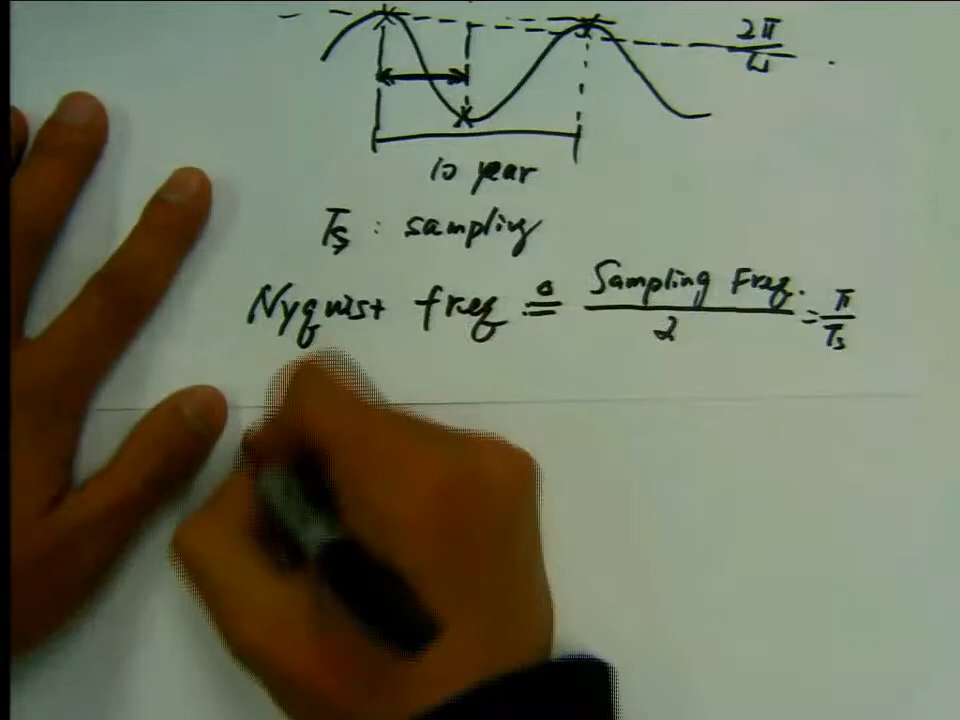 2π/ω
10 year
Ts : sampling
Nyquist freq ≜ Sampling Freq. / 2 = π/Ts